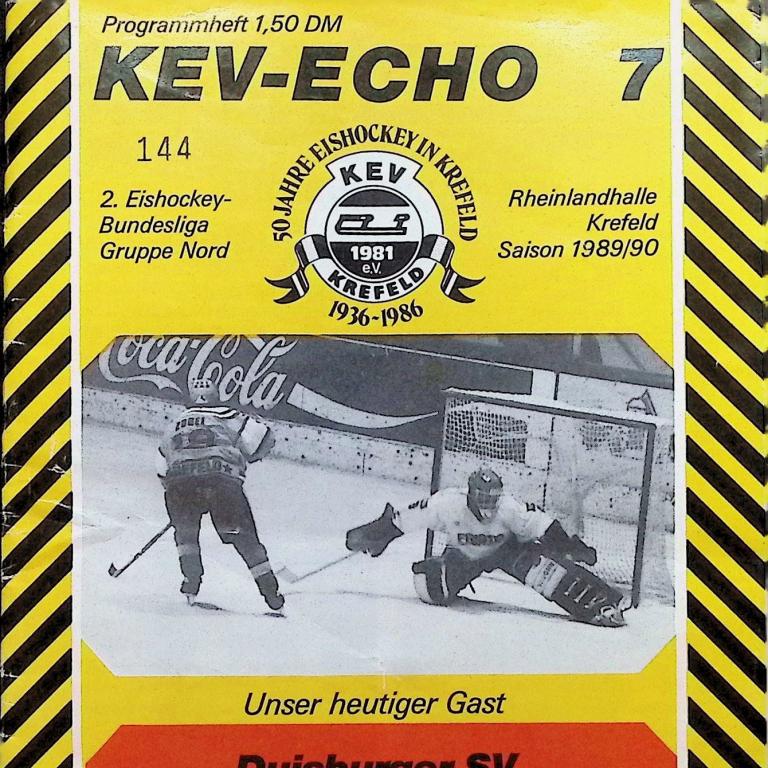 Programmheft 1,50 DM
KEV-ECHO 7
144
2. Eishockey-
Bundesliga
Gruppe Nord
50 JAHRE EISHOCKEY IN KREFELD
KEV
1981
e.V.
KREFELD
1936-1986
Rheinlandhalle
Krefeld
Saison 1989/90
Coca-Cola
KREFELD
Unser heutiger Gast
Duisburger SV